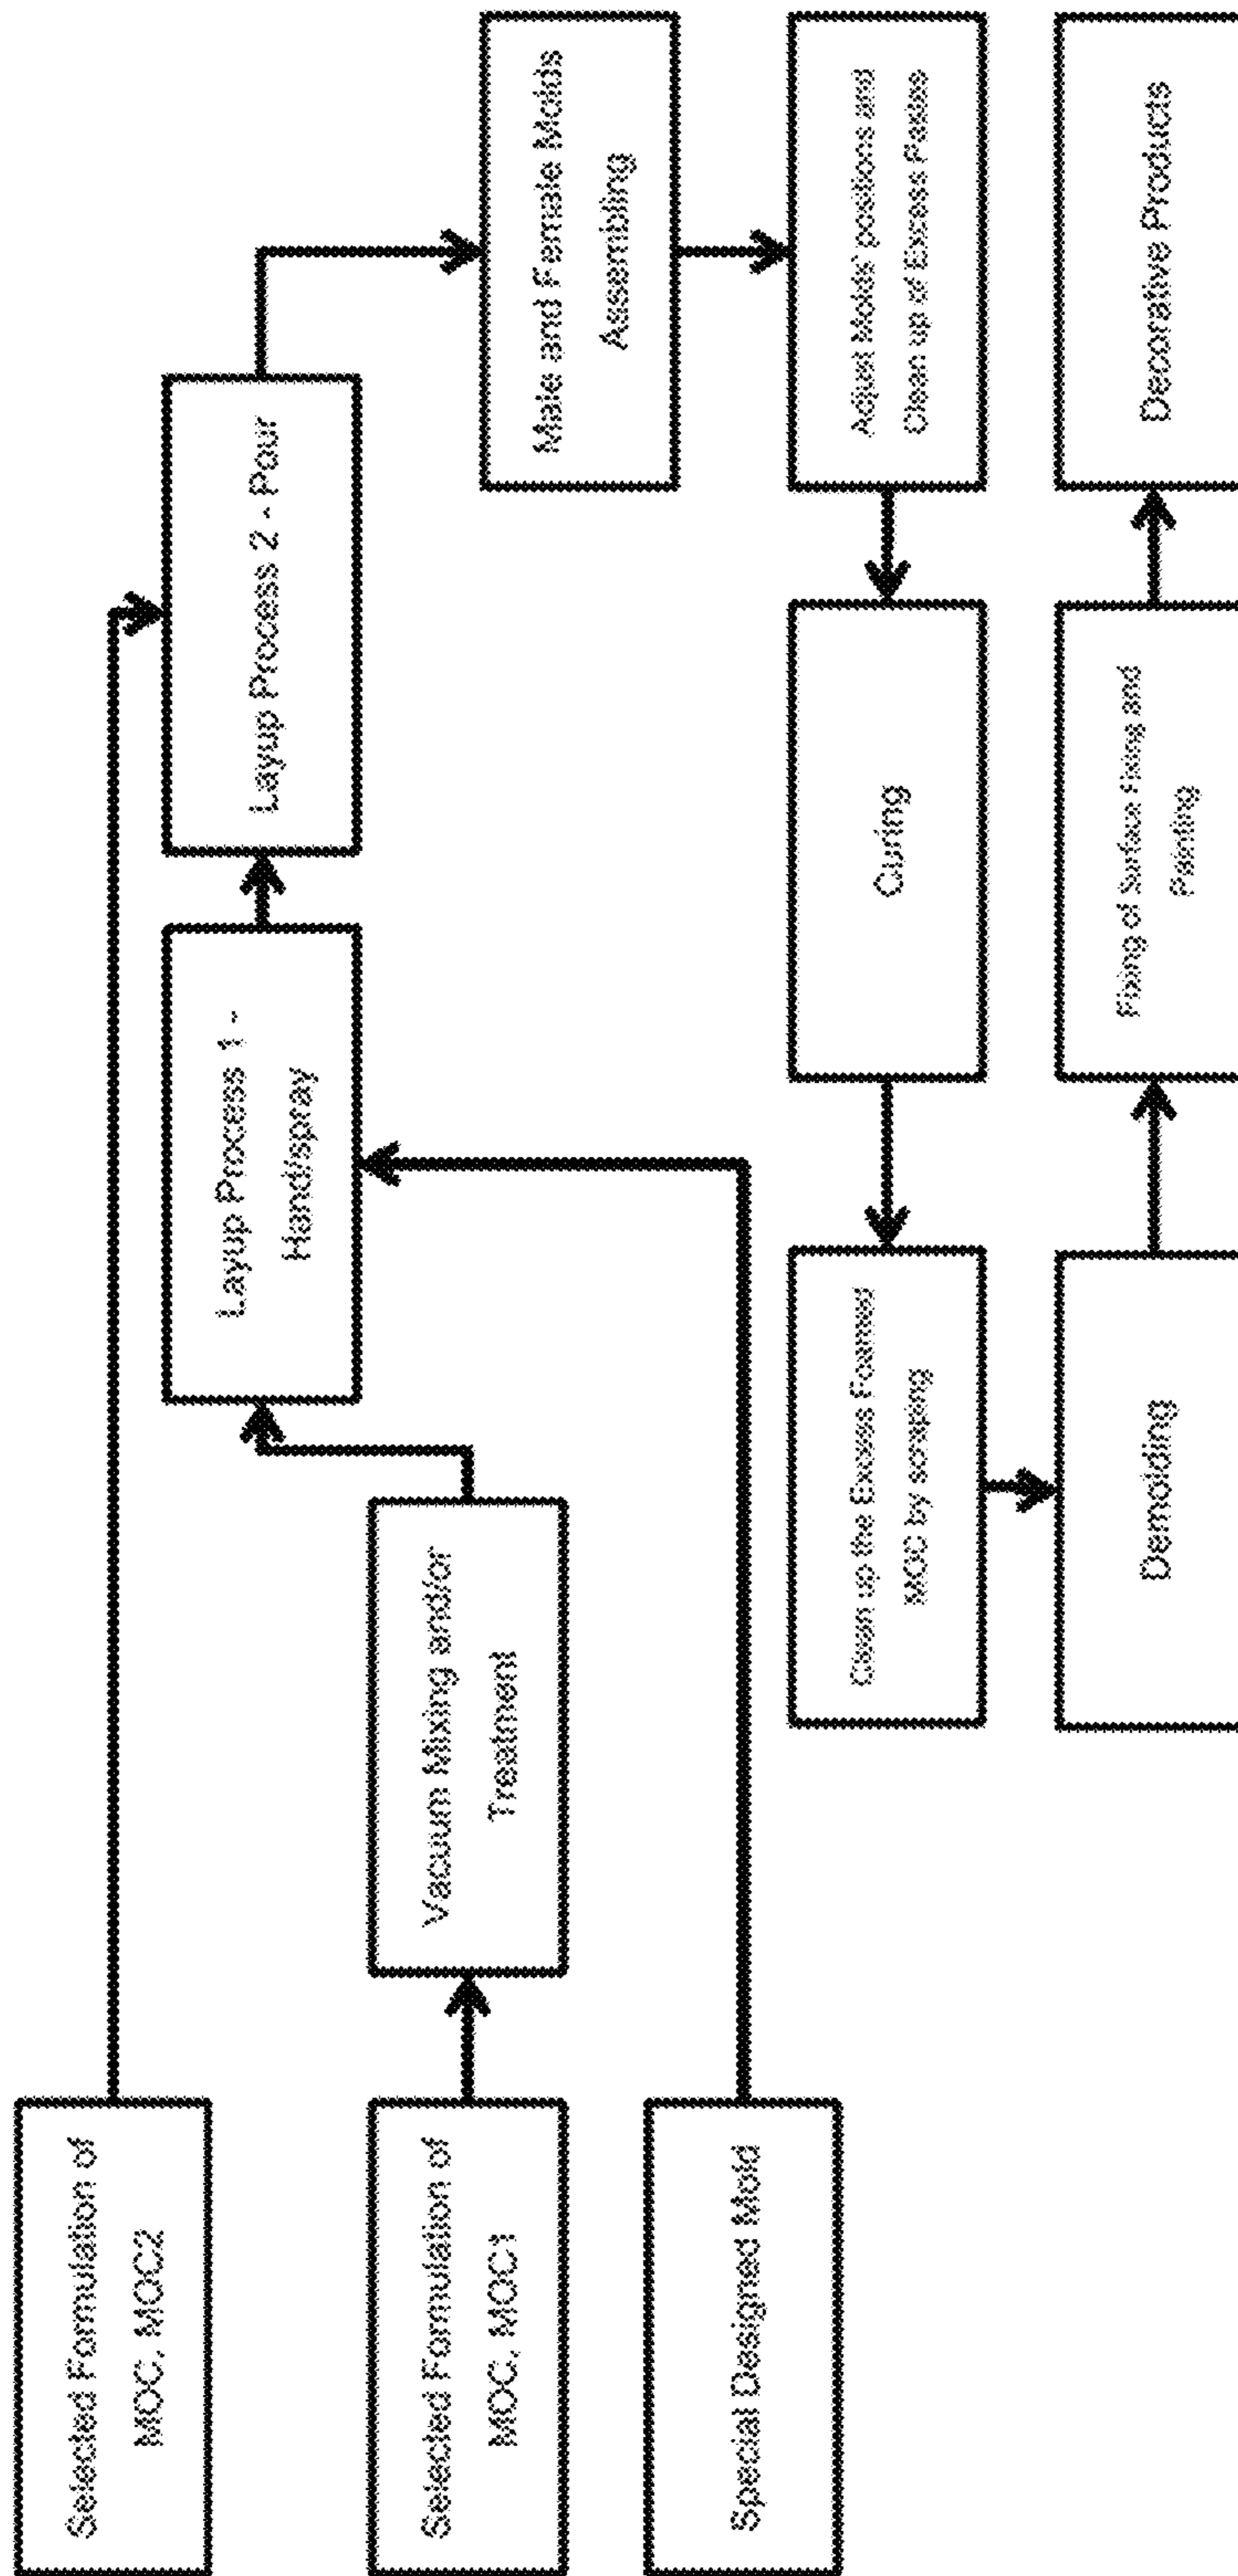 Selected Formulation of
MOC, MOC2
Selected Formulation of
MOC, MOC1
Special Designed Mold
Vacuum Mixing and/or
Treatment
Layup Process 1 -
Hand/spray
Layup Process 2 - Pour
Male and Female Molds
Assembling
Adjust Molds' positions and
Clean up of Excess Pastes
Curing
Clean up the Excess Foamed
MOC by scraping
Demolding
Fixing of Surface fixing and
Painting
Decorative Products